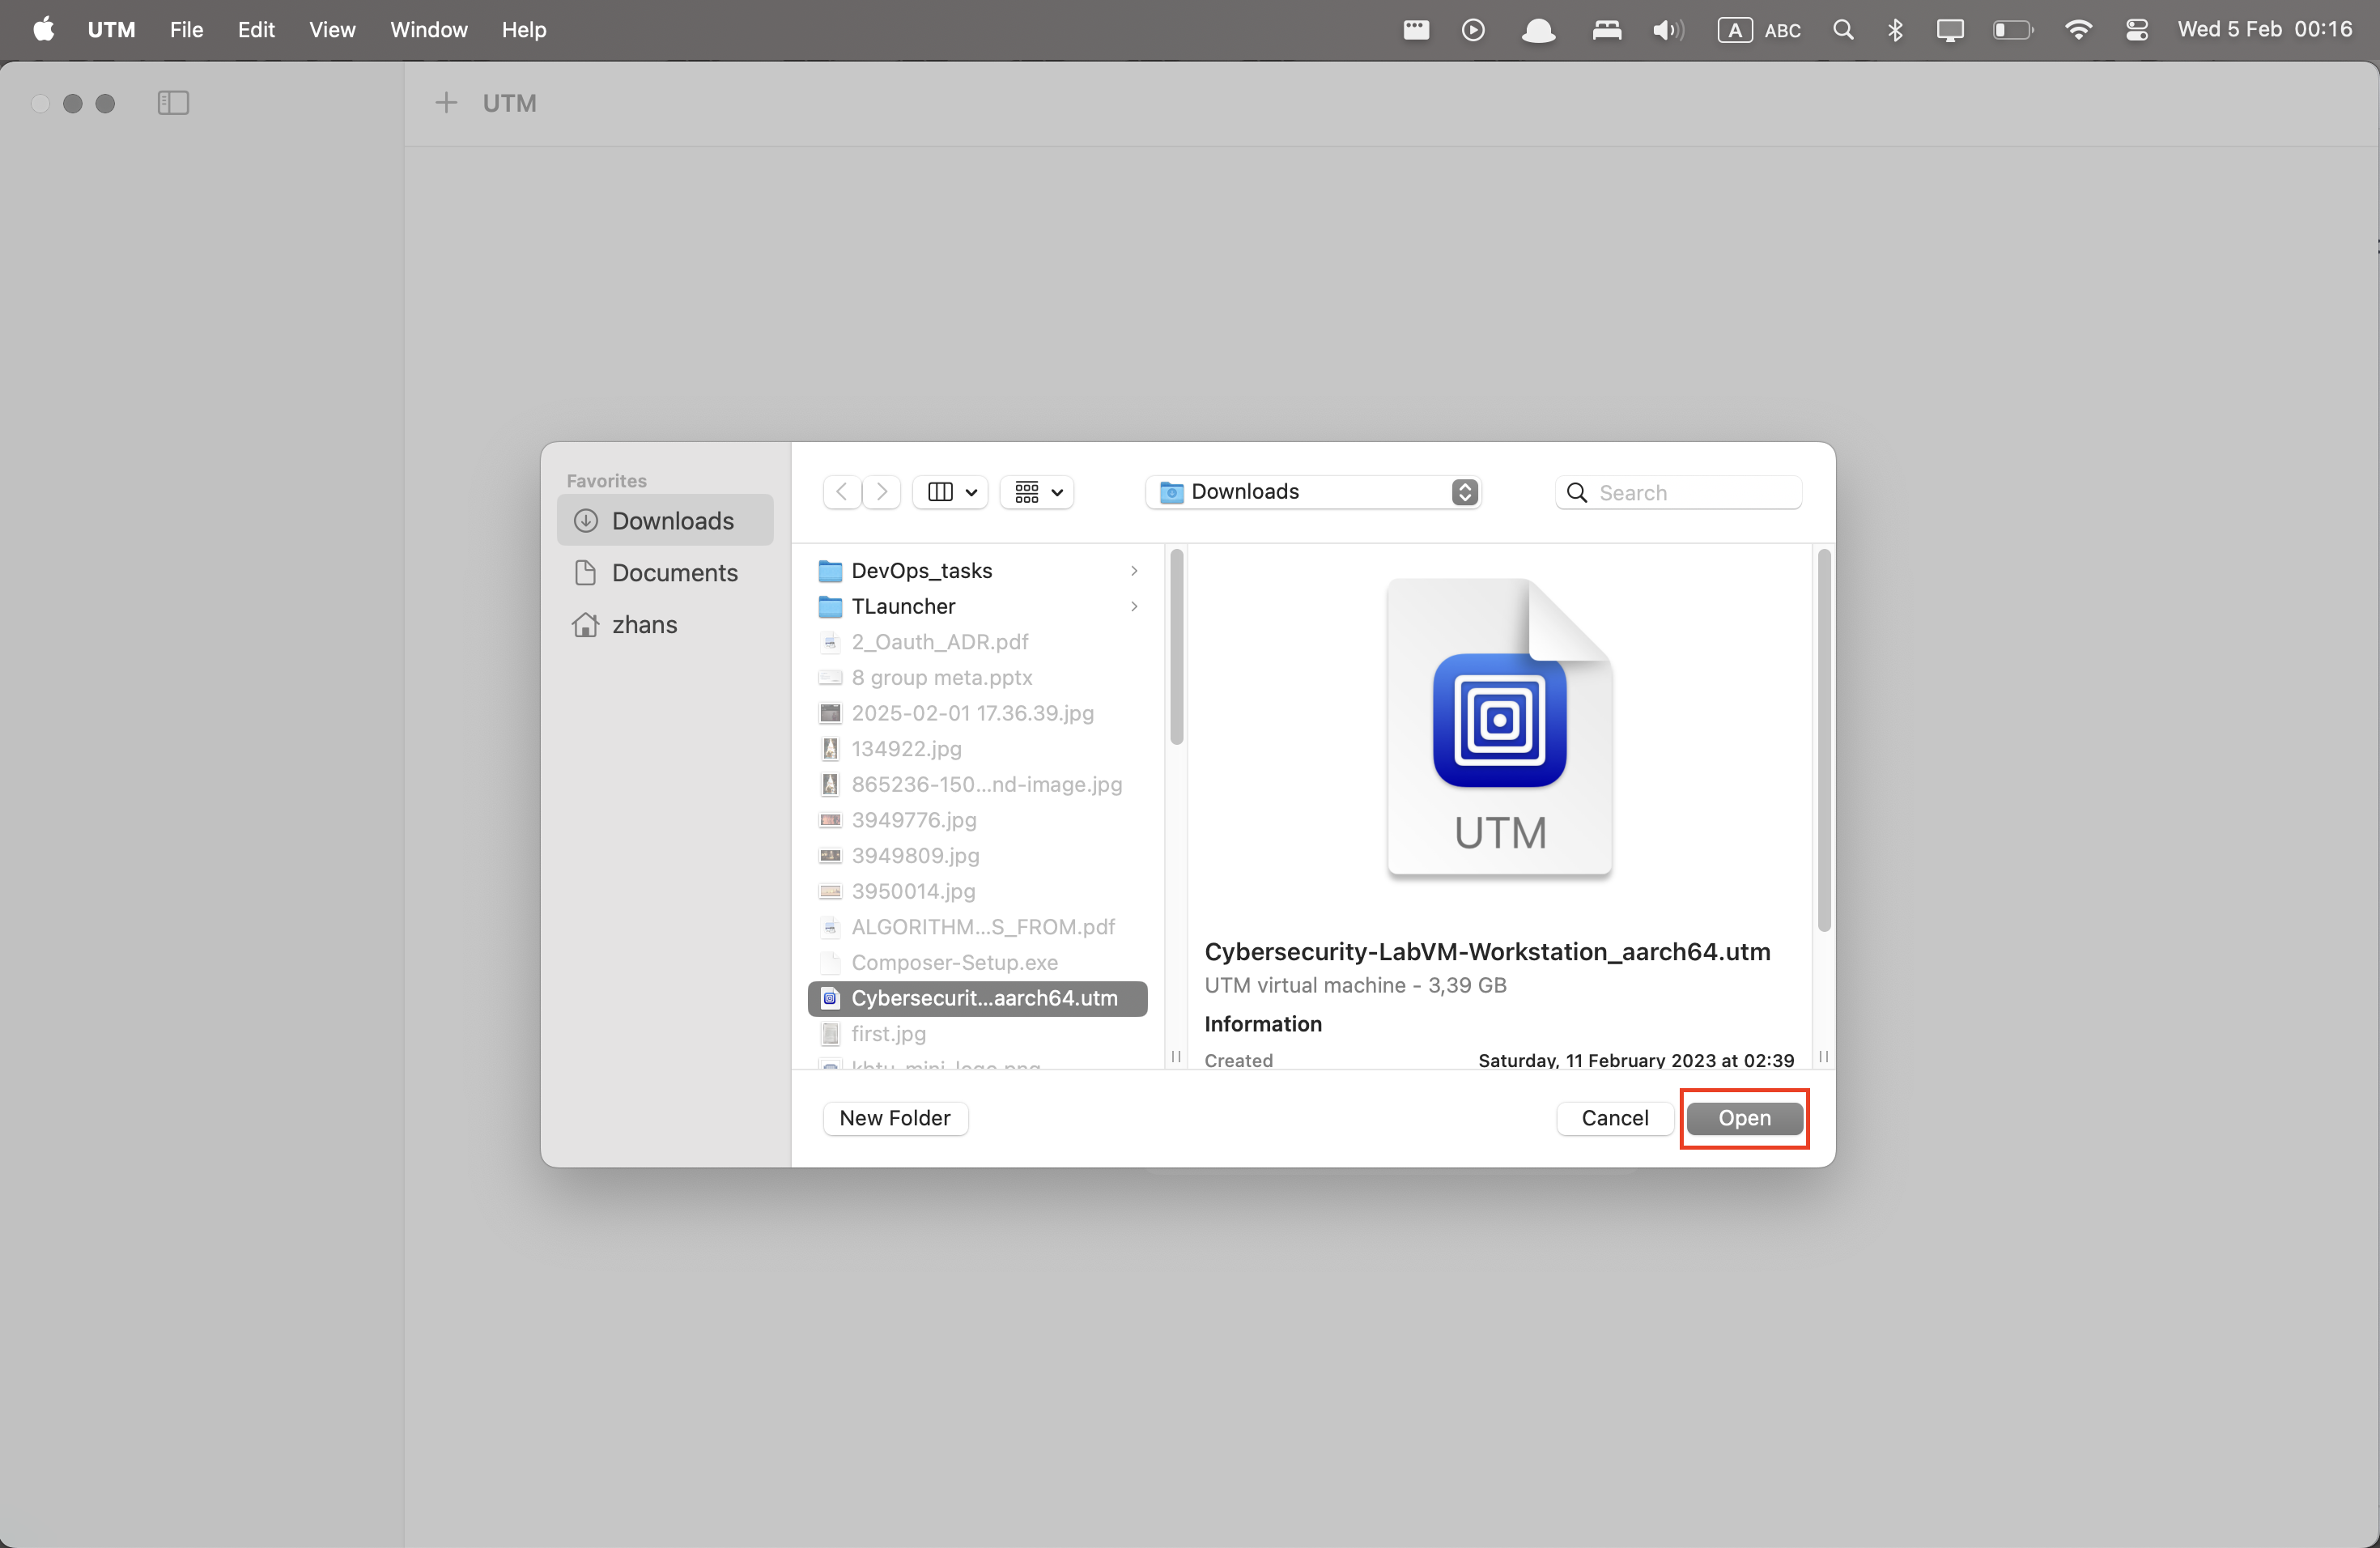 UTM File Edit View Window Help A ABC Wed 5 Feb 00:16
UTM
Favorites
Downloads
Documents
zhans
Downloads
Search
DevOps_tasks
TLauncher
2_Oauth_ADR.pdf
8 group meta.pptx
2025-02-01 17.36.39.jpg
134922.jpg
865236-150...nd-image.jpg
3949776.jpg
3949809.jpg
3950014.jpg
ALGORITHM...S_FROM.pdf
Composer-Setup.exe
Cybersecurit...aarch64.utm
first.jpg
kbtu_mini_logo.png
UTM
Cybersecurity-LabVM-Workstation_aarch64.utm
UTM virtual machine - 3,39 GB
Information
Created Saturday, 11 February 2023 at 02:39
New Folder
Cancel
Open